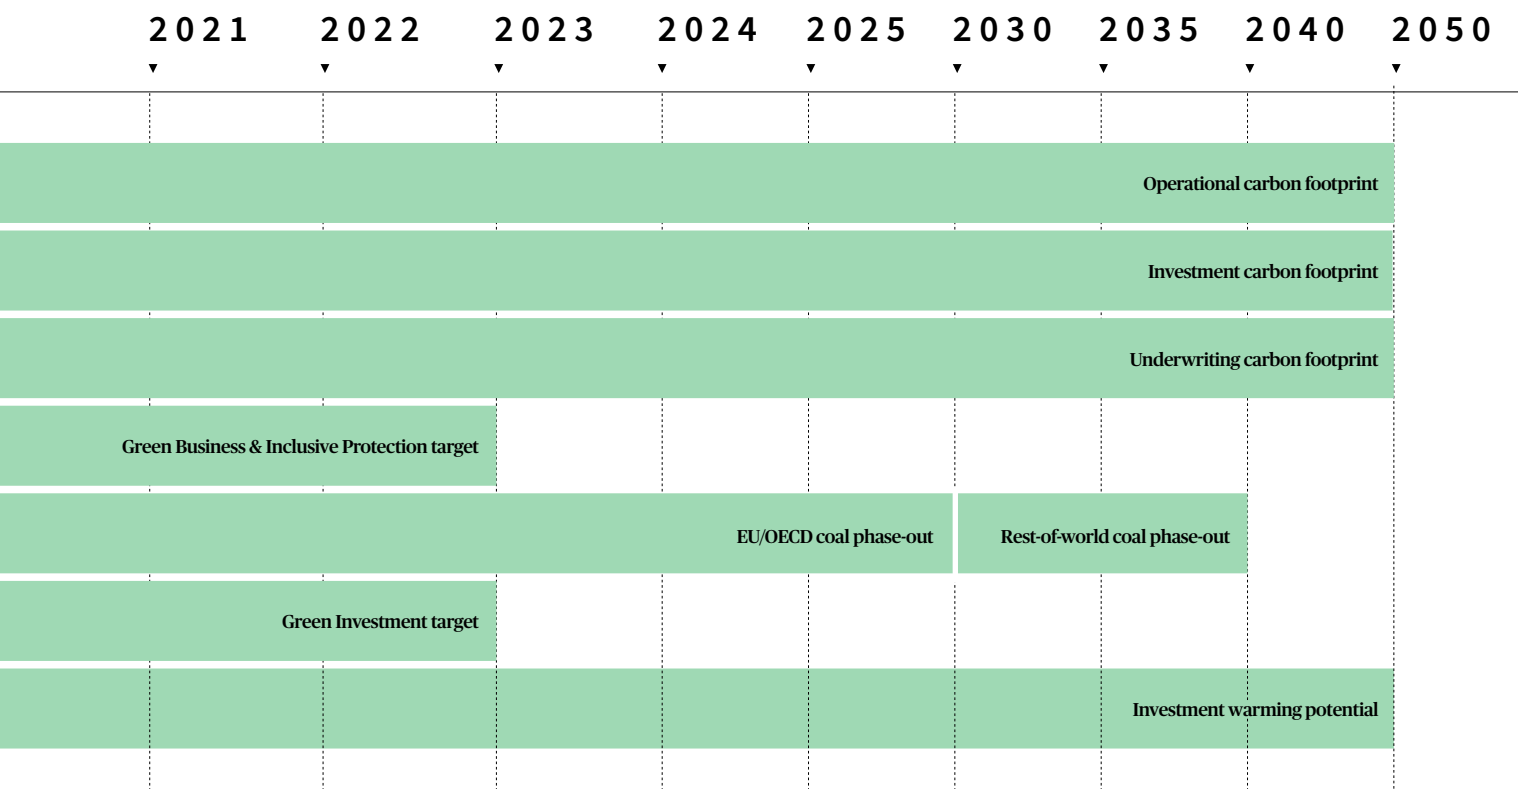 2021 2022 2023 2024 2025 2030 2035 2040 2050
Operational carbon footprint
Investment carbon footprint
Underwriting carbon footprint
Green Business & Inclusive Protection target
EU/OECD coal phase-out Rest-of-world coal phase-out
Green Investment target
Investment warming potential